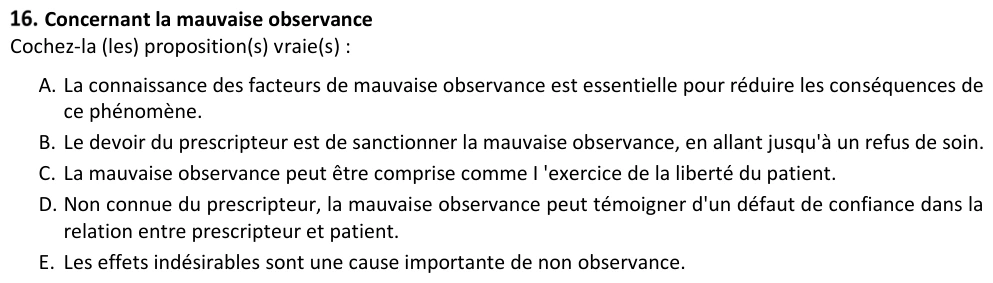 16. Concernant la mauvaise observance
Cochez-la (les) proposition(s) vraie(s) :
A. La connaissance des facteurs de mauvaise observance est essentielle pour réduire les conséquences de
ce phénomène.
B. Le devoir du prescripteur est de sanctionner la mauvaise observance, en allant jusqu'à un refus de soin.
C. La mauvaise observance peut être comprise comme I 'exercice de la liberté du patient.
D. Non connue du prescripteur, la mauvaise observance peut témoigner d'un défaut de confiance dans la
relation entre prescripteur et patient.
E. Les effets indésirables sont une cause importante de non observance.